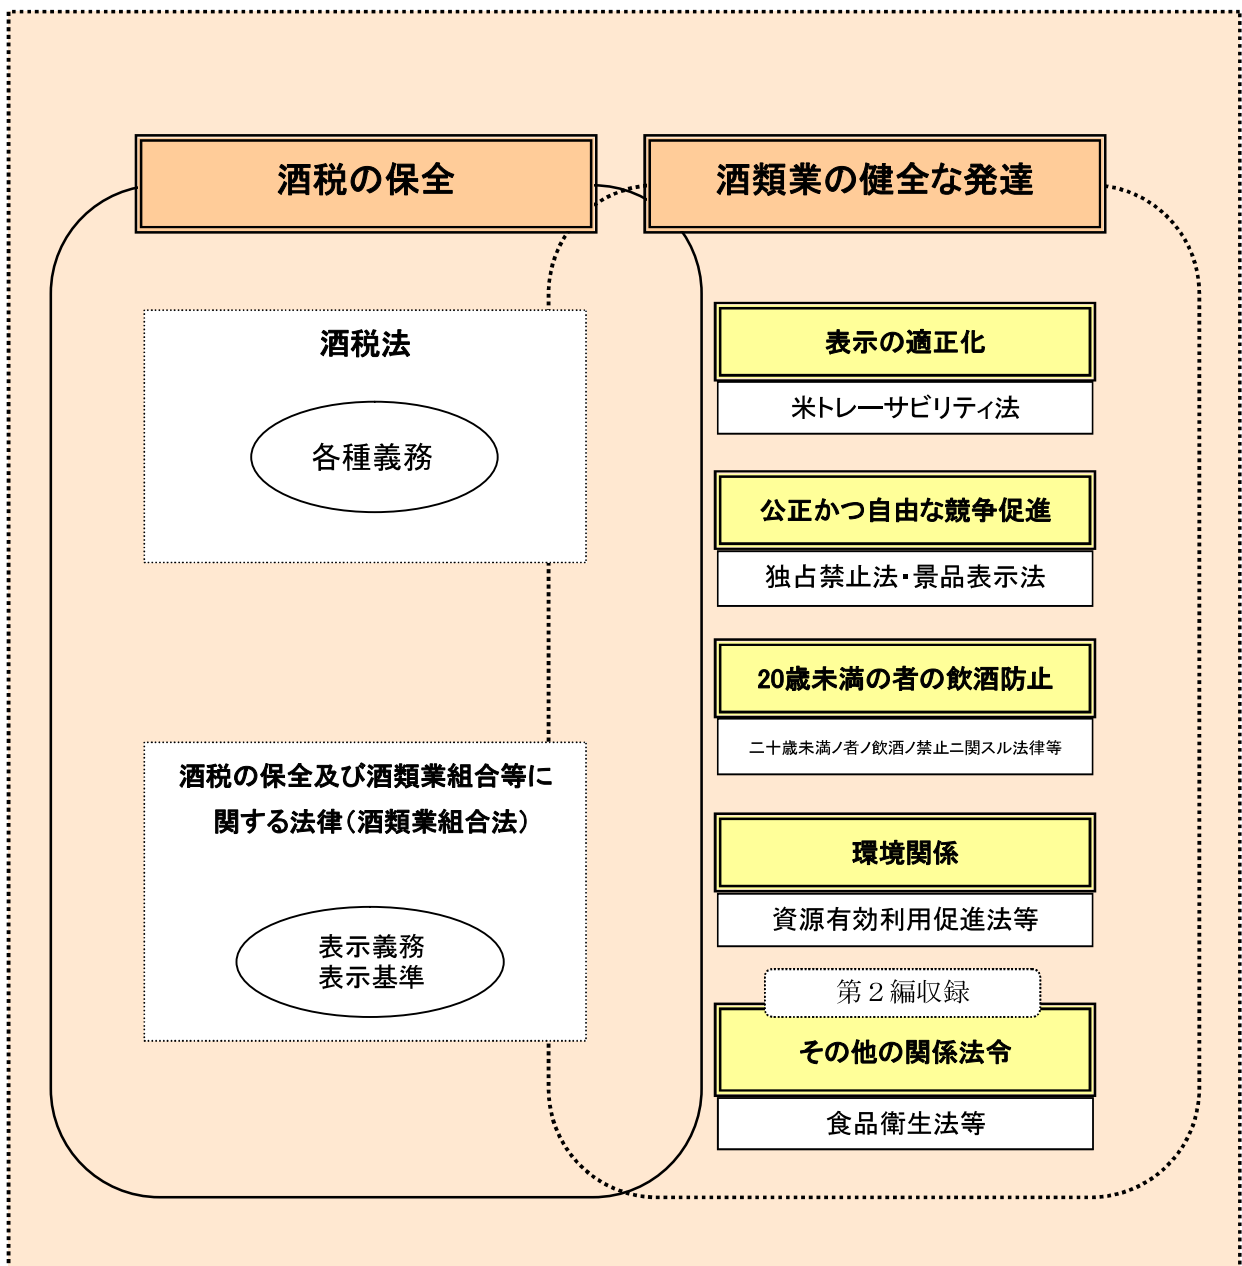 酒税の保全
酒類業の健全な発達
酒税法
各種義務
酒税の保全及び酒類業組合等に
関する法律(酒類業組合法)
表示義務
表示基準
表示の適正化
米トレーサビリティ法
公正かつ自由な競争促進
独占禁止法・景品表示法
20歳未満の者の飲酒防止
二十歳未満ノ者ノ飲酒ノ禁止ニ関スル法律等
環境関係
資源有効利用促進法等
第2編収録
その他の関係法令
食品衛生法等